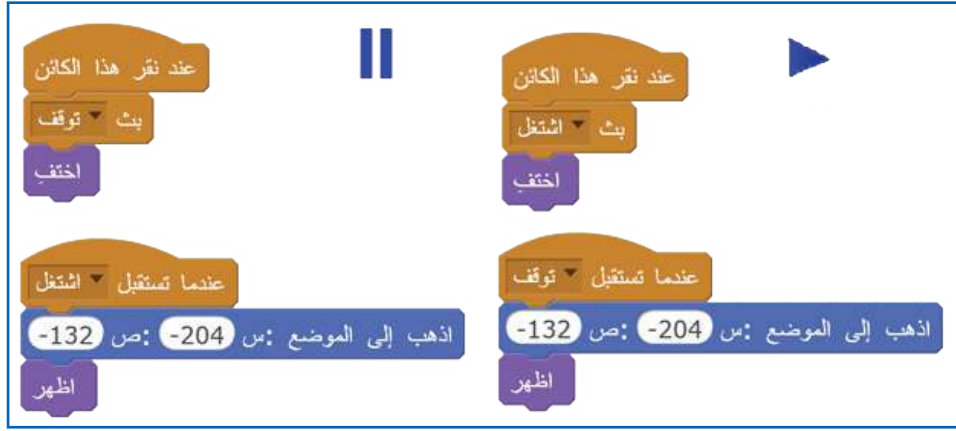 عند نقر هذا الكائن
بث اشتغل
اختفِ
عندما تستقبل توقف
اذهب إلى الموضع س: -204 ص: -132
اظهر
عند نقر هذا الكائن
بث توقف
اختفِ
عندما تستقبل اشتغل
اذهب إلى الموضع س: -204 ص: -132
اظهر